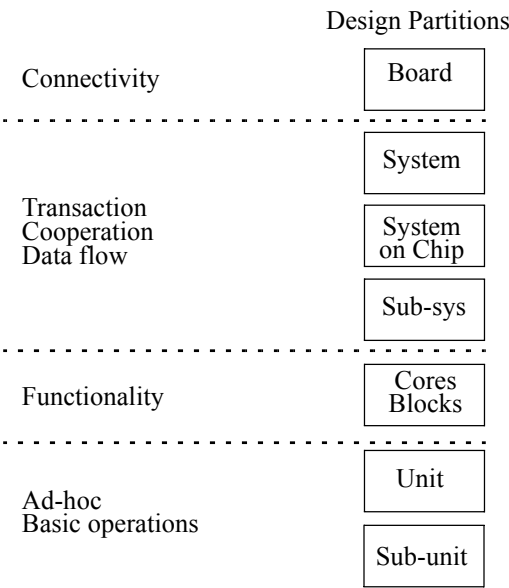 Design Partitions
Connectivity
Board
System
Transaction
Cooperation
Data flow
System
on Chip
Sub-sys
Functionality
Cores
Blocks
Unit
Ad-hoc
Basic operations
Sub-unit